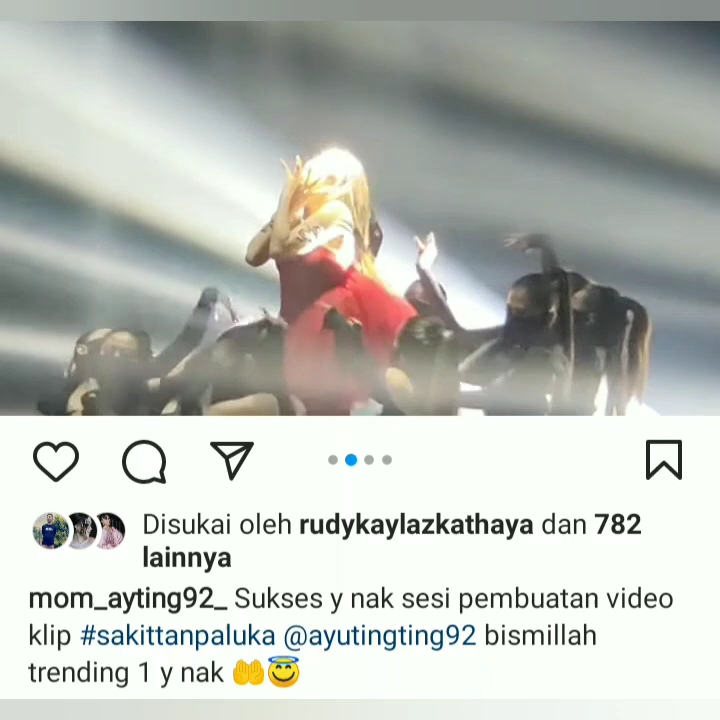 Disukai oleh rudykaylazkathaya dan 782
lainnya
mom_ayting92_ Sukses y nak sesi pembuatan video
klip #sakittanpaluka @ayutingting92 bismillah
trending 1 y nak 🤲😇